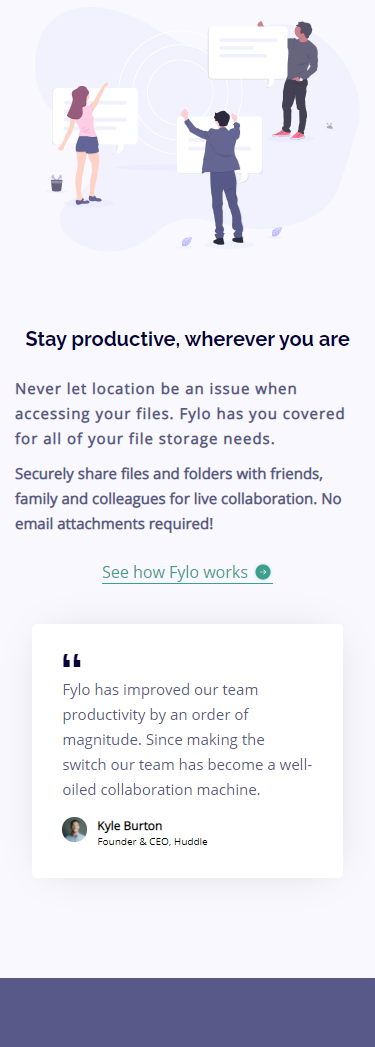 Stay productive, wherever you are
Never let location be an issue when
accessing your files. Fylo has you covered
for all of your file storage needs.
Securely share files and folders with friends,
family and colleagues for live collaboration. No
email attachments required!
See how Fylo works
“
Fylo has improved our team
productivity by an order of
magnitude. Since making the
switch our team has become a well-
oiled collaboration machine.
Kyle Burton
Founder & CEO, Huddle